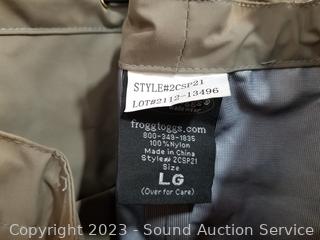 STYLE#2CSP21
LOT#2112-13496
froggtoggs.com
800-349-1835
100%Nylon
Made in China
Style# 2CSP21
Size
LG
(Over for Care)
Copyright 2023 - Sound Auction Service